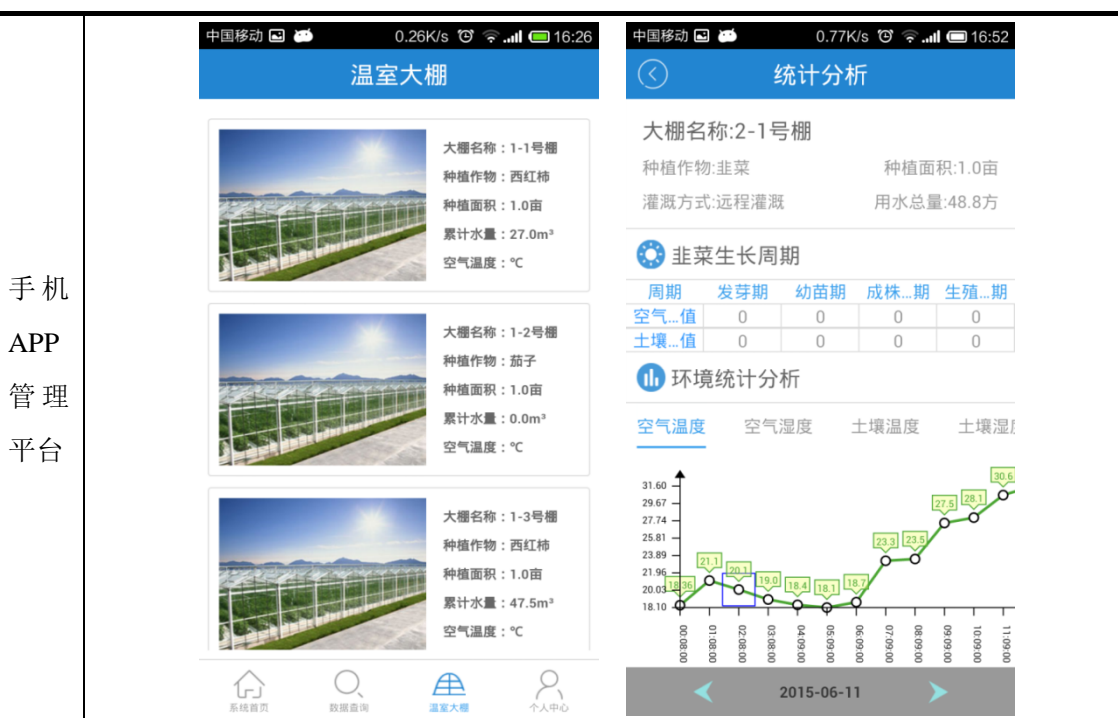 手机
APP
管理
平台
中国移动 0.26K/s 16:26
温室大棚
大棚名称：1-1号棚
种植作物：西红柿
种植面积：1.0亩
累计水量：27.0m³
空气温度：℃
大棚名称：1-2号棚
种植作物：茄子
种植面积：1.0亩
累计水量：0.0m³
空气温度：℃
大棚名称：1-3号棚
种植作物：西红柿
种植面积：1.0亩
累计水量：47.5m³
空气温度：℃
系统首页 数据查询 温室大棚 个人中心
中国移动 0.77K/s 16:52
统计分析
大棚名称:2-1号棚
种植作物:韭菜 种植面积:1.0亩
灌溉方式:远程灌溉 用水总量:48.8方
韭菜生长周期
周期 发芽期 幼苗期 成株...期 生殖...期
空气...值 0 0 0 0
土壤...值 0 0 0 0
环境统计分析
空气温度 空气湿度 土壤温度 土壤湿
31.60
29.67
27.74
25.81
23.89
21.96
20.03
18.10
18.36 21.1 20.1 19.0 18.4 18.1 18.7 23.3 23.5 27.5 28.1 30.6
00:08:00 01:08:00 02:08:00 03:08:00 04:09:00 05:09:00 06:09:00 07:09:00 08:09:00 09:09:00 10:09:00 11:09:00
2015-06-11